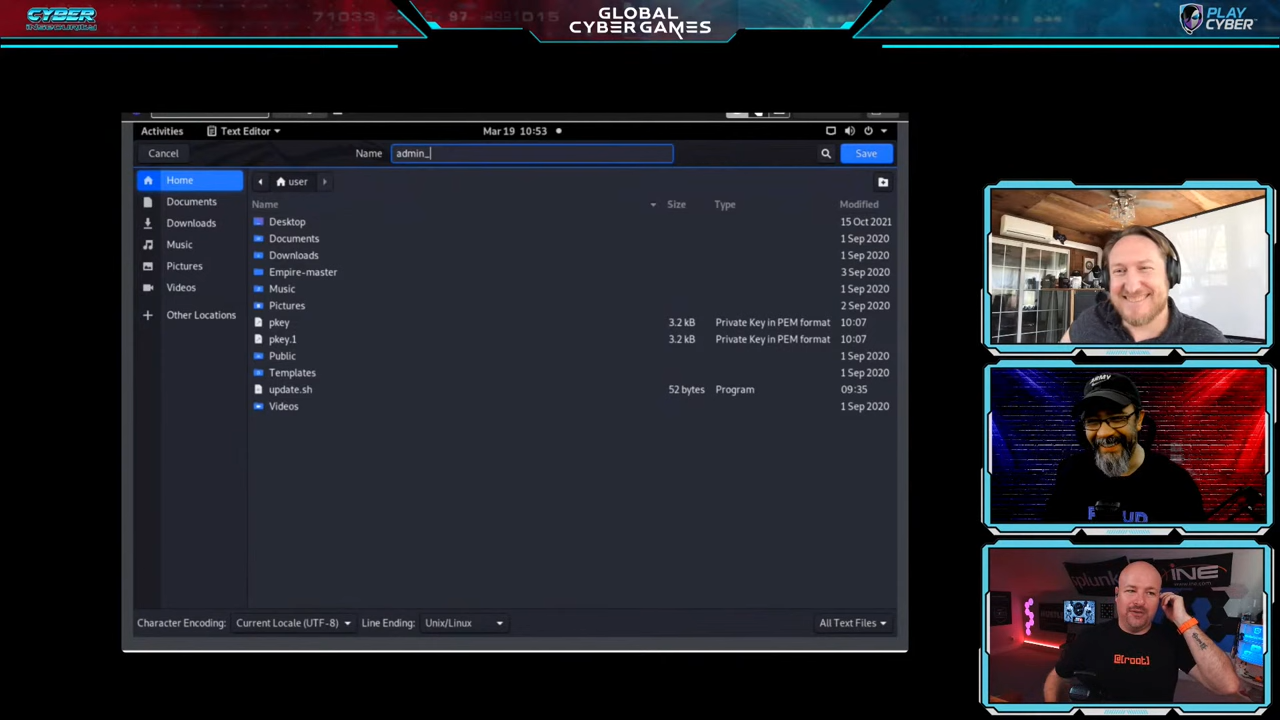 CYBER
INSECURITY
GLOBAL
CYBER GAMES
PLAY
CYBER
Activities
Text Editor
Mar 19 10:53
Cancel
Name
admin_
Save
Home
user
Documents
Downloads
Music
Pictures
Videos
Other Locations
Name Size Type Modified
Desktop 15 Oct 2021
Documents 1 Sep 2020
Downloads 1 Sep 2020
Empire-master 3 Sep 2020
Music 1 Sep 2020
Pictures 2 Sep 2020
pkey 3.2 kB Private Key in PEM format 10:07
pkey.1 3.2 kB Private Key in PEM format 10:07
Public 1 Sep 2020
Templates 1 Sep 2020
update.sh 52 bytes Program 09:35
Videos 1 Sep 2020
Character Encoding: Current Locale (UTF-8) Line Ending: Unix/Linux All Text Files
splunk
INE
@[root]